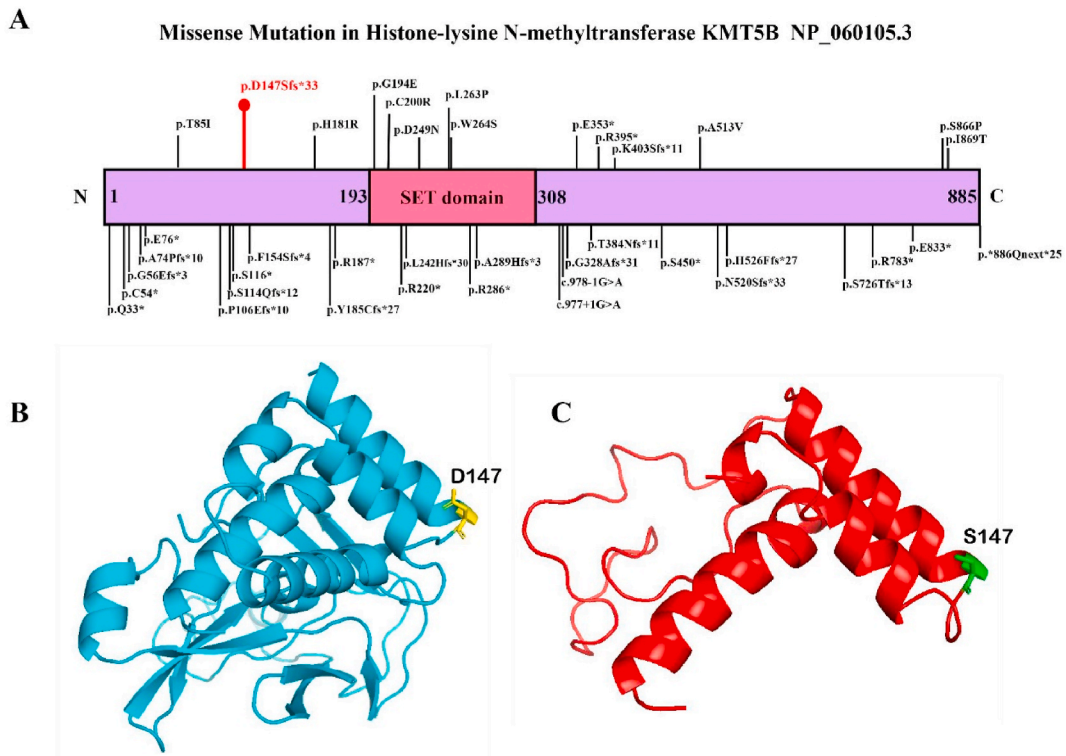 A
Missense Mutation in Histone-lysine N-methyltransferase KMT5B NP_060105.3
p.D147Sfs*33
p.G194E
p.C200R
p.L263P
p.T85I
p.H181R
p.D249N
p.W264S
p.E353*
p.R395*
p.K403Sfs*11
p.A513V
p.S866P
p.I869T
N
1
193
SET domain
308
885
C
p.E76*
p.A74Pfs*10
p.G56Efs*3
p.C54*
p.Q33*
p.F154Sfs*4
p.S116*
p.S114Qfs*12
p.P106Efs*10
p.R187*
p.Y185Cfs*27
p.L242Hfs*30
p.R220*
p.A289Hfs*3
p.R286*
p.T384Nfs*11
p.G328Afs*31
c.978-1G>A
c.977+1G>A
p.S450*
p.H526Ffs*27
p.N520Sfs*33
p.E833*
p.R783*
p.S726Tfs*13
p.*886Qnext*25
B
D147
C
S147